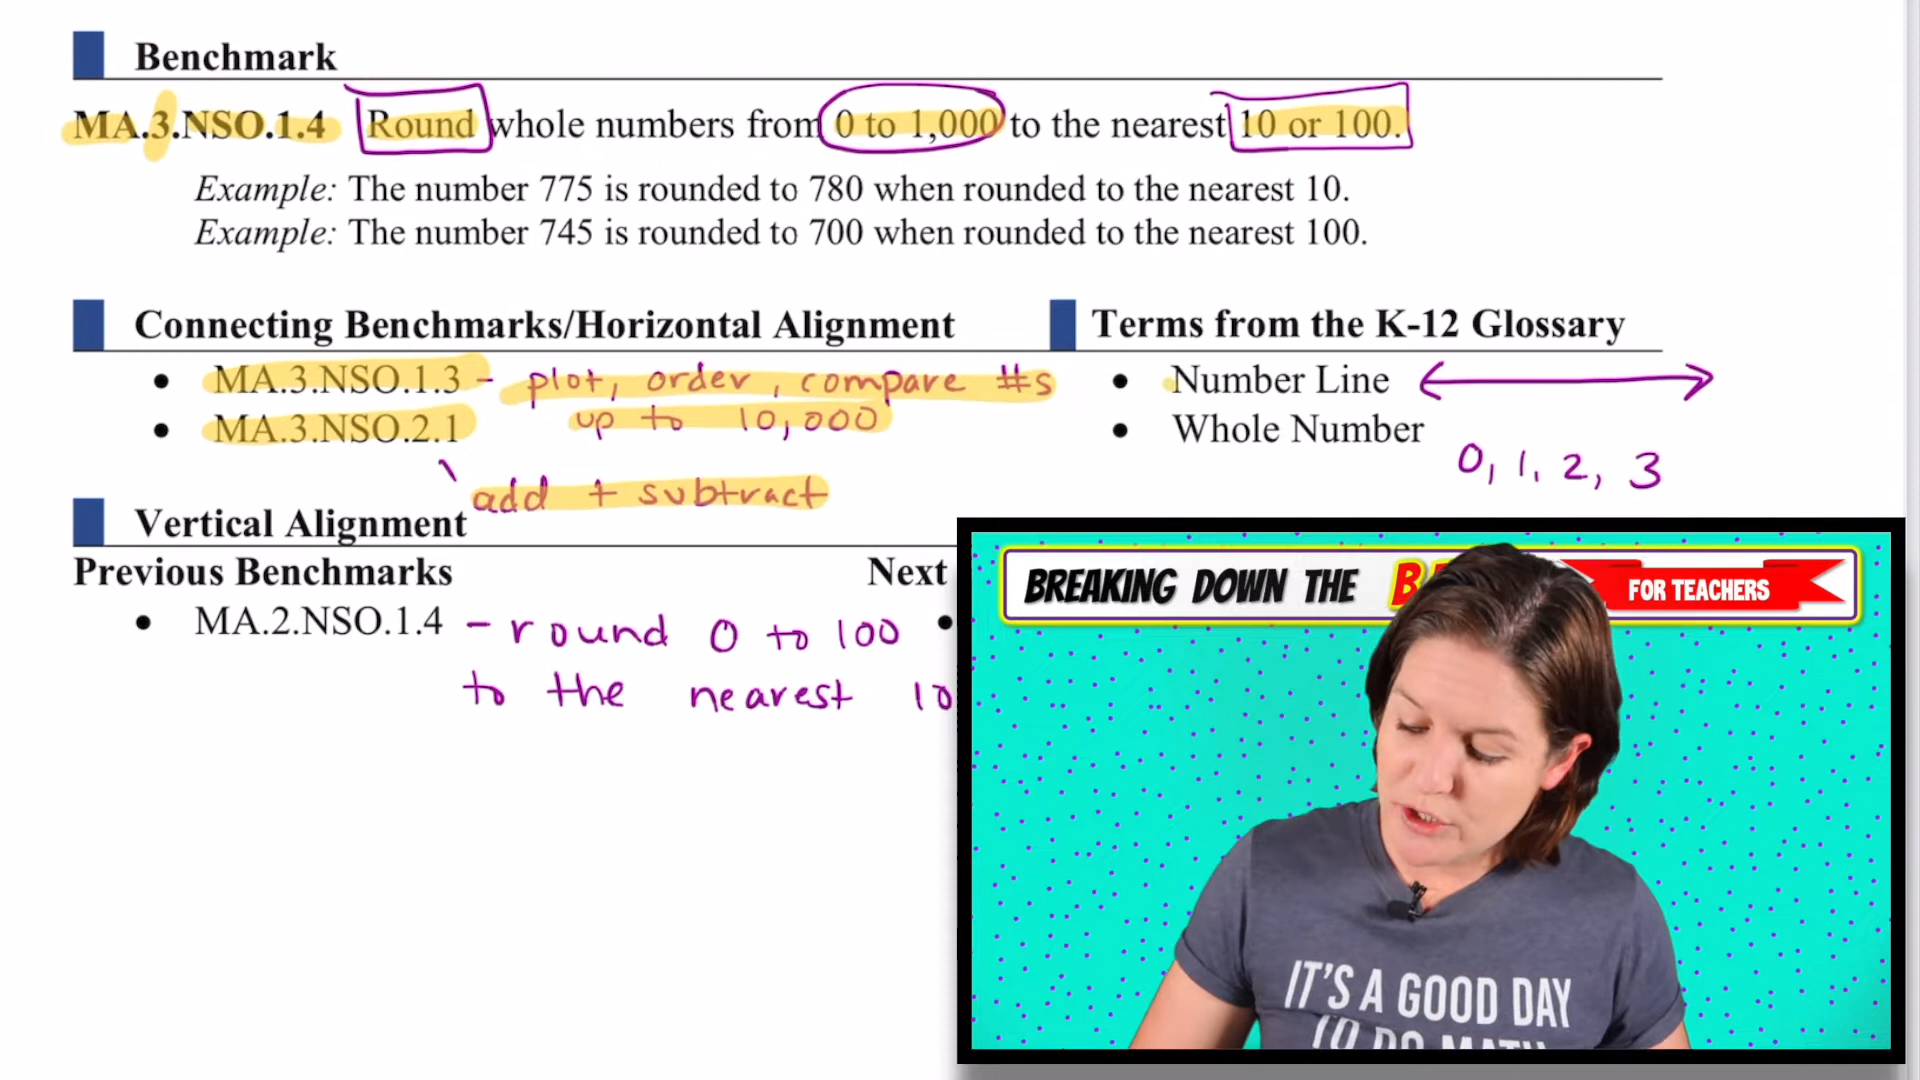 Benchmark
MA.3.NSO.1.4 Round whole numbers from 0 to 1,000 to the nearest 10 or 100.
Example: The number 775 is rounded to 780 when rounded to the nearest 10.
Example: The number 745 is rounded to 700 when rounded to the nearest 100.
Connecting Benchmarks/Horizontal Alignment
MA.3.NSO.1.3 - plot, order, compare #s
up to 10,000
MA.3.NSO.2.1
add + subtract
Terms from the K-12 Glossary
Number Line
Whole Number
0, 1, 2, 3
Vertical Alignment
Previous Benchmarks
MA.2.NSO.1.4 - round 0 to 100
to the nearest 10
Next
BREAKING DOWN THE B
FOR TEACHERS
IT'S A GOOD DAY
TO DO MATH